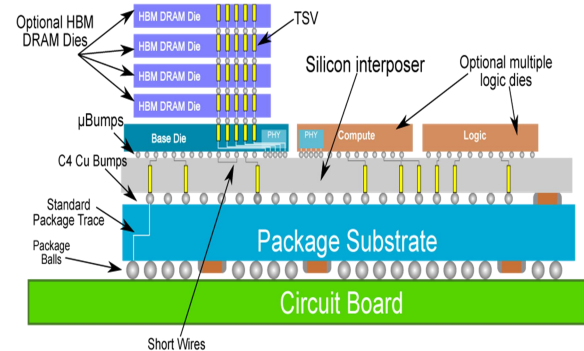 Optional HBM
DRAM Dies
HBM DRAM Die
HBM DRAM Die
HBM DRAM Die
HBM DRAM Die
TSV
Silicon interposer
Optional multiple
logic dies
µBumps
Base Die
PHY
PHY
Compute
Logic
C4 Cu Bumps
Standard
Package Trace
Package
Balls
Package Substrate
Circuit Board
Short Wires